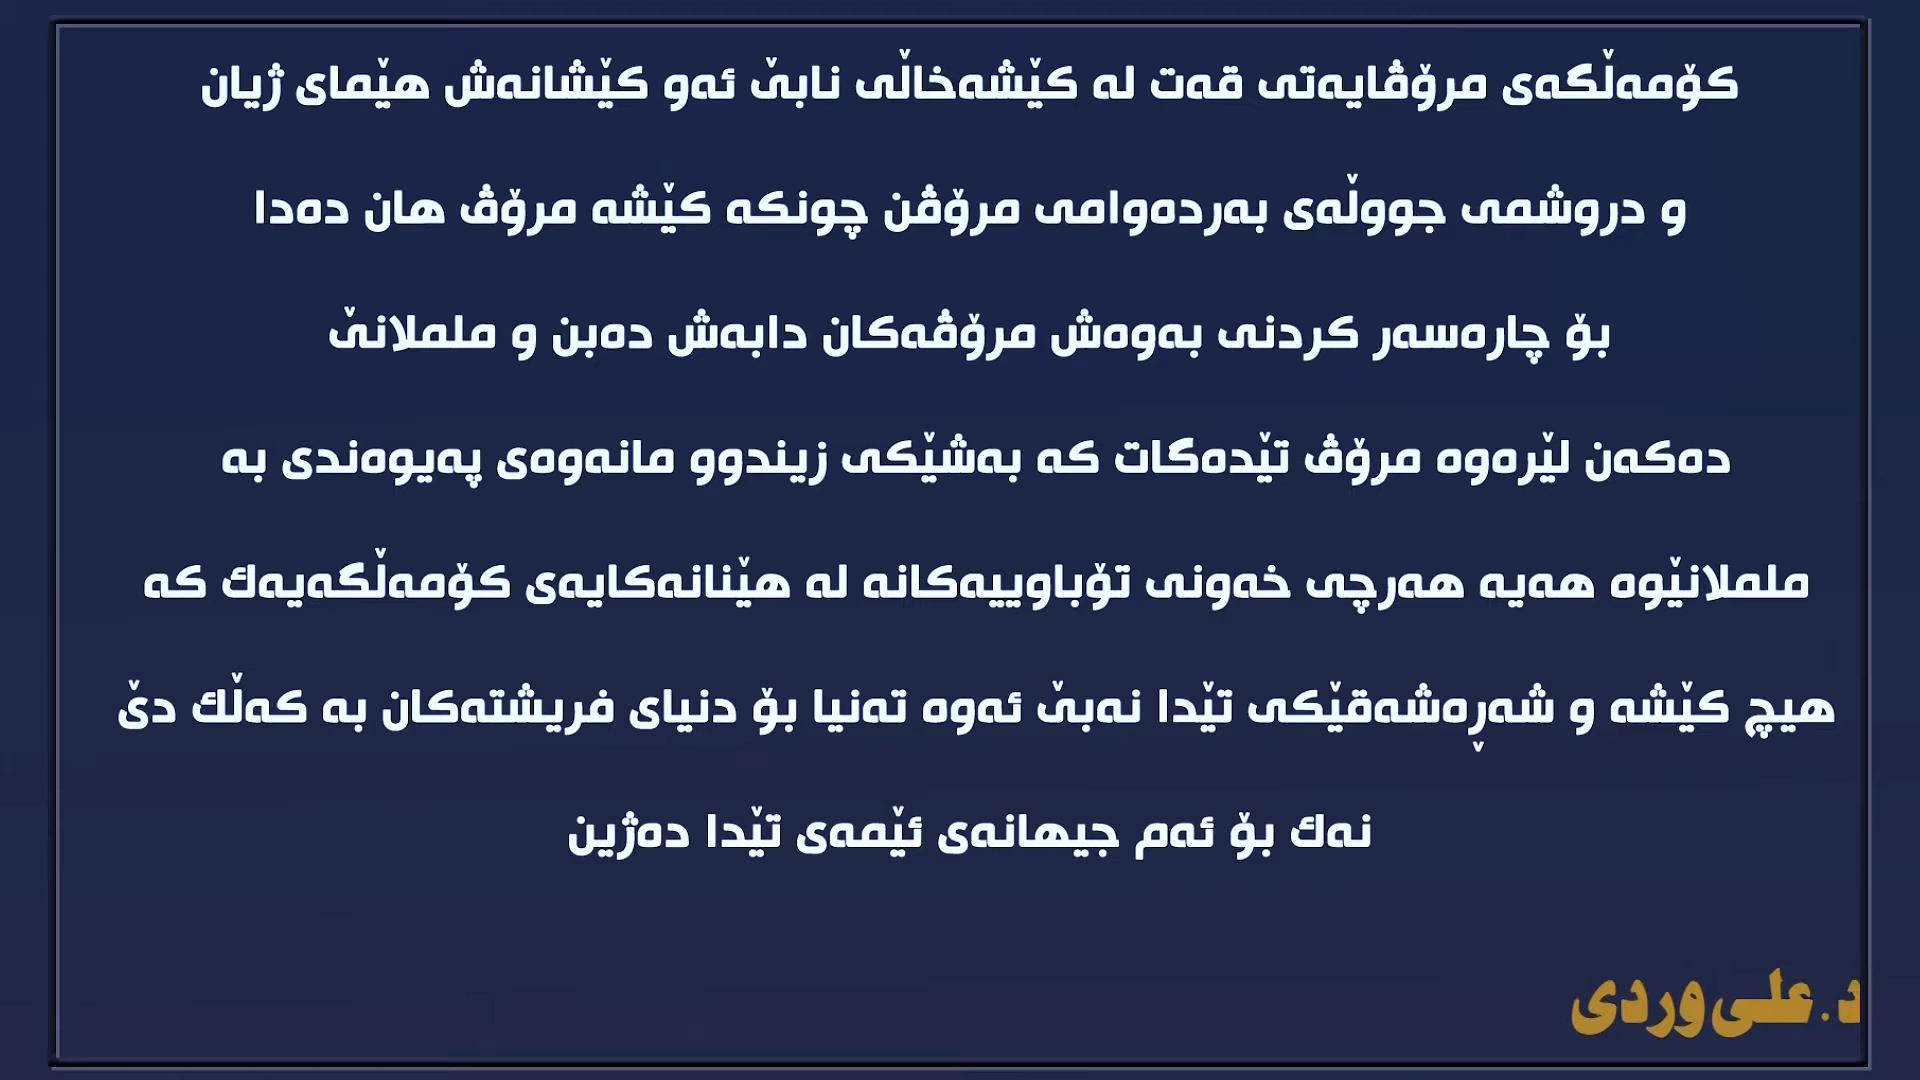 کۆمەڵگەی مرۆڤایەتی قەت لە کێشەخاڵی نابێ ئەو کێشانەش هێمای ژیان
و دروشمی جووڵەی بەردەوامی مرۆڤن چونکە کێشە مرۆڤ هان دەدا
بۆ چارەسەر کردنی بەوەش مرۆڤەکان دابەش دەبن و ململانێ
دەکەن لێرەوە مرۆڤ تێدەگات کە بەشێکی زیندوو مانەوەی پەیوەندی بە
ململانێوە هەیە هەرچی خەونی تۆباوییەکانە لە هێنانەکایەی کۆمەڵگەیەك کە
هیچ کێشە و شەڕەشەقێکی تێدا نەبێ ئەوە تەنیا بۆ دنیای فریشتەکان بە کەڵك دێ
نەك بۆ ئەم جیهانەی ئێمەی تێدا دەژین
د.علی وردی